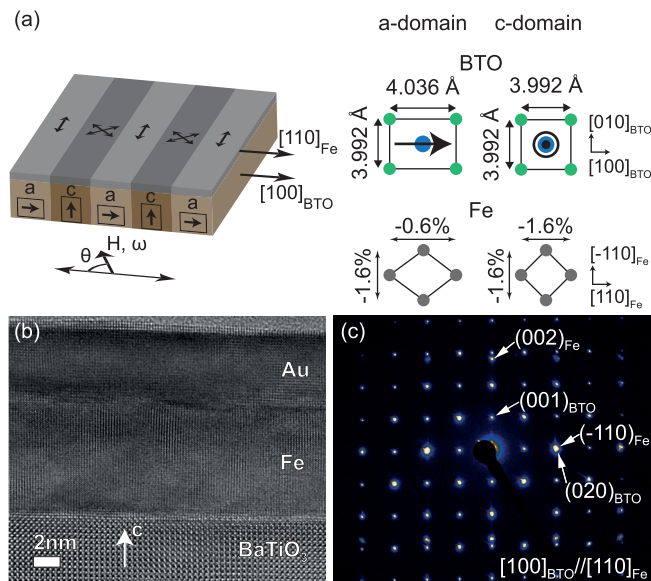 (a)
a-domain
c-domain
BTO
4.036 Å
3.992 Å
3.992 Å
3.992 Å
[010]BTO
[100]BTO
[110]Fe
[100]BTO
a
c
a
c
a
H, ω
θ
Fe
-0.6%
-1.6%
-1.6%
-1.6%
[-110]Fe
[110]Fe
(b)
Au
Fe
c
2nm
BaTiO3
(c)
(002)Fe
(001)BTO
(-110)Fe
(020)BTO
[100]BTO//[110]Fe